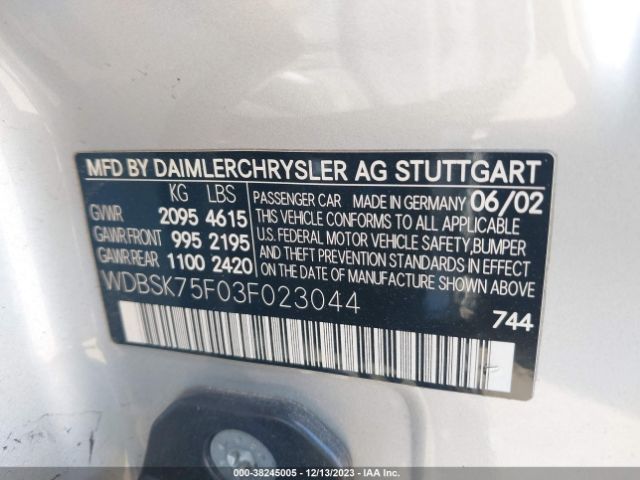 MFD BY DAIMLERCHRYSLER AG STUTTGART
KG LBS
GVWR 2095 4615
GAWR.FRONT 995 2195
GAWR.REAR 1100 2420
PASSENGER CAR MADE IN GERMANY 06/02
THIS VEHICLE CONFORMS TO ALL APPLICABLE
U.S. FEDERAL MOTOR VEHICLE SAFETY, BUMPER
AND THEFT PREVENTION STANDARDS IN EFFECT
ON THE DATE OF MANUFACTURE SHOWN ABOVE
WDBSK75F03F023044
744
000-38245005 - 12/13/2023 - IAA Inc.